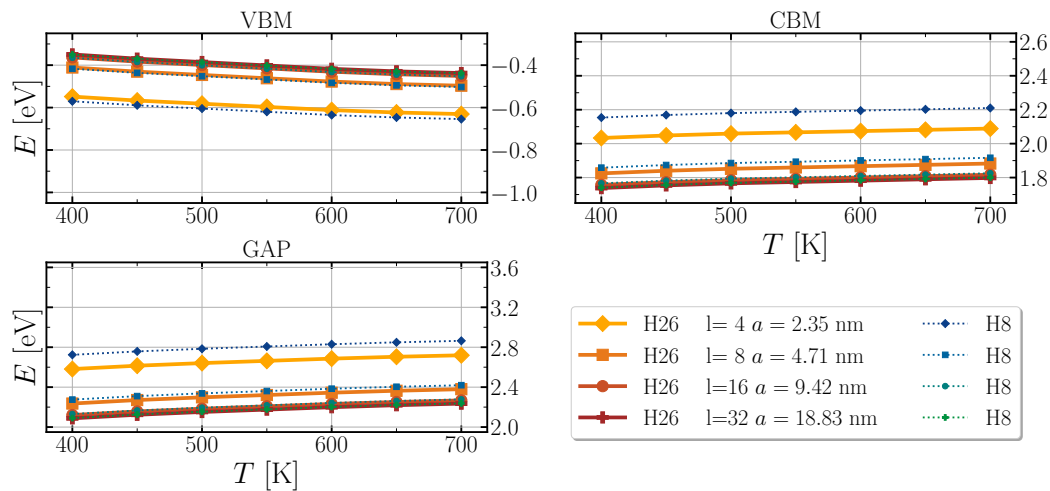 VBM
E [eV]
−0.4
−0.6
−0.8
−1.0
400 500 600 700
CBM
2.6
2.4
2.2
2.0
1.8
400 500 600 700
T [K]
GAP
E [eV]
3.6
3.2
2.8
2.4
2.0
400 500 600 700
T [K]
H26 l= 4 a = 2.35 nm H8
H26 l= 8 a = 4.71 nm H8
H26 l=16 a = 9.42 nm H8
H26 l=32 a = 18.83 nm H8